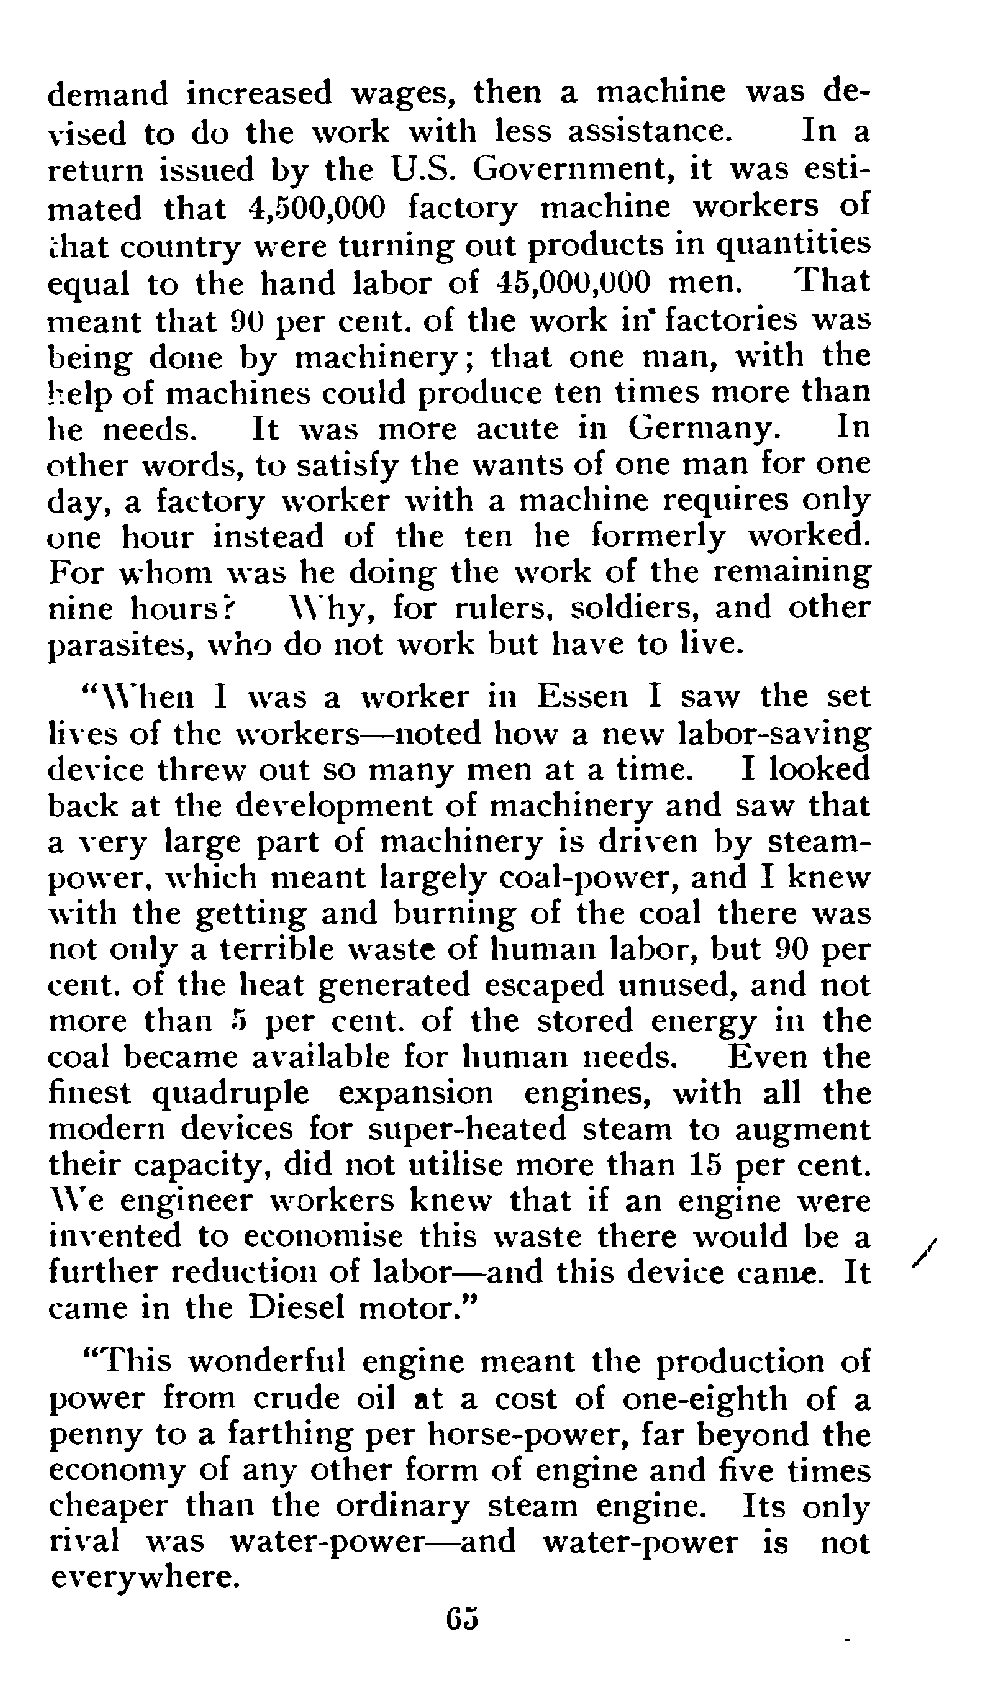 demand increased wages, then a machine was de-
vised to do the work with less assistance. In a
return issued by the U.S. Government, it was esti-
mated that 4,500,000 factory machine workers of
that country were turning out products in quantities
equal to the hand labor of 45,000,000 men. That
meant that 90 per cent. of the work in factories was
being done by machinery; that one man, with the
help of machines could produce ten times more than
he needs. It was more acute in Germany. In
other words, to satisfy the wants of one man for one
day, a factory worker with a machine requires only
one hour instead of the ten he formerly worked.
For whom was he doing the work of the remaining
nine hours? Why, for rulers, soldiers, and other
parasites, who do not work but have to live.
"When I was a worker in Essen I saw the set
lives of the workers—noted how a new labor-saving
device threw out so many men at a time. I looked
back at the development of machinery and saw that
a very large part of machinery is driven by steam-
power, which meant largely coal-power, and I knew
with the getting and burning of the coal there was
not only a terrible waste of human labor, but 90 per
cent. of the heat generated escaped unused, and not
more than 5 per cent. of the stored energy in the
coal became available for human needs. Even the
finest quadruple expansion engines, with all the
modern devices for super-heated steam to augment
their capacity, did not utilise more than 15 per cent.
We engineer workers knew that if an engine were
invented to economise this waste there would be a
further reduction of labor—and this device came. It
came in the Diesel motor."
"This wonderful engine meant the production of
power from crude oil at a cost of one-eighth of a
penny to a farthing per horse-power, far beyond the
economy of any other form of engine and five times
cheaper than the ordinary steam engine. Its only
rival was water-power—and water-power is not
everywhere.
65